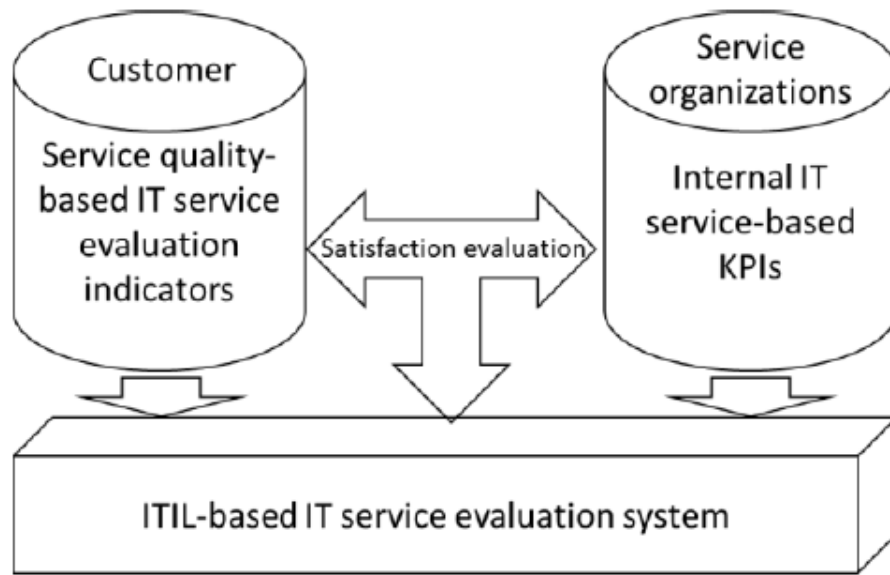 Customer
Service quality-
based IT service
evaluation
indicators
Satisfaction evaluation
Service
organizations
Internal IT
service-based
KPIs
ITIL-based IT service evaluation system